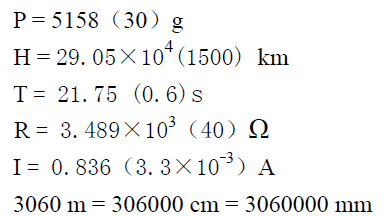 P = 5158（30）g
H = 29.05×10⁴(1500) km
T = 21.75 (0.6) s
R = 3.489×10³（40）Ω
I = 0.836（3.3×10⁻³）A
3060 m = 306000 cm = 3060000 mm